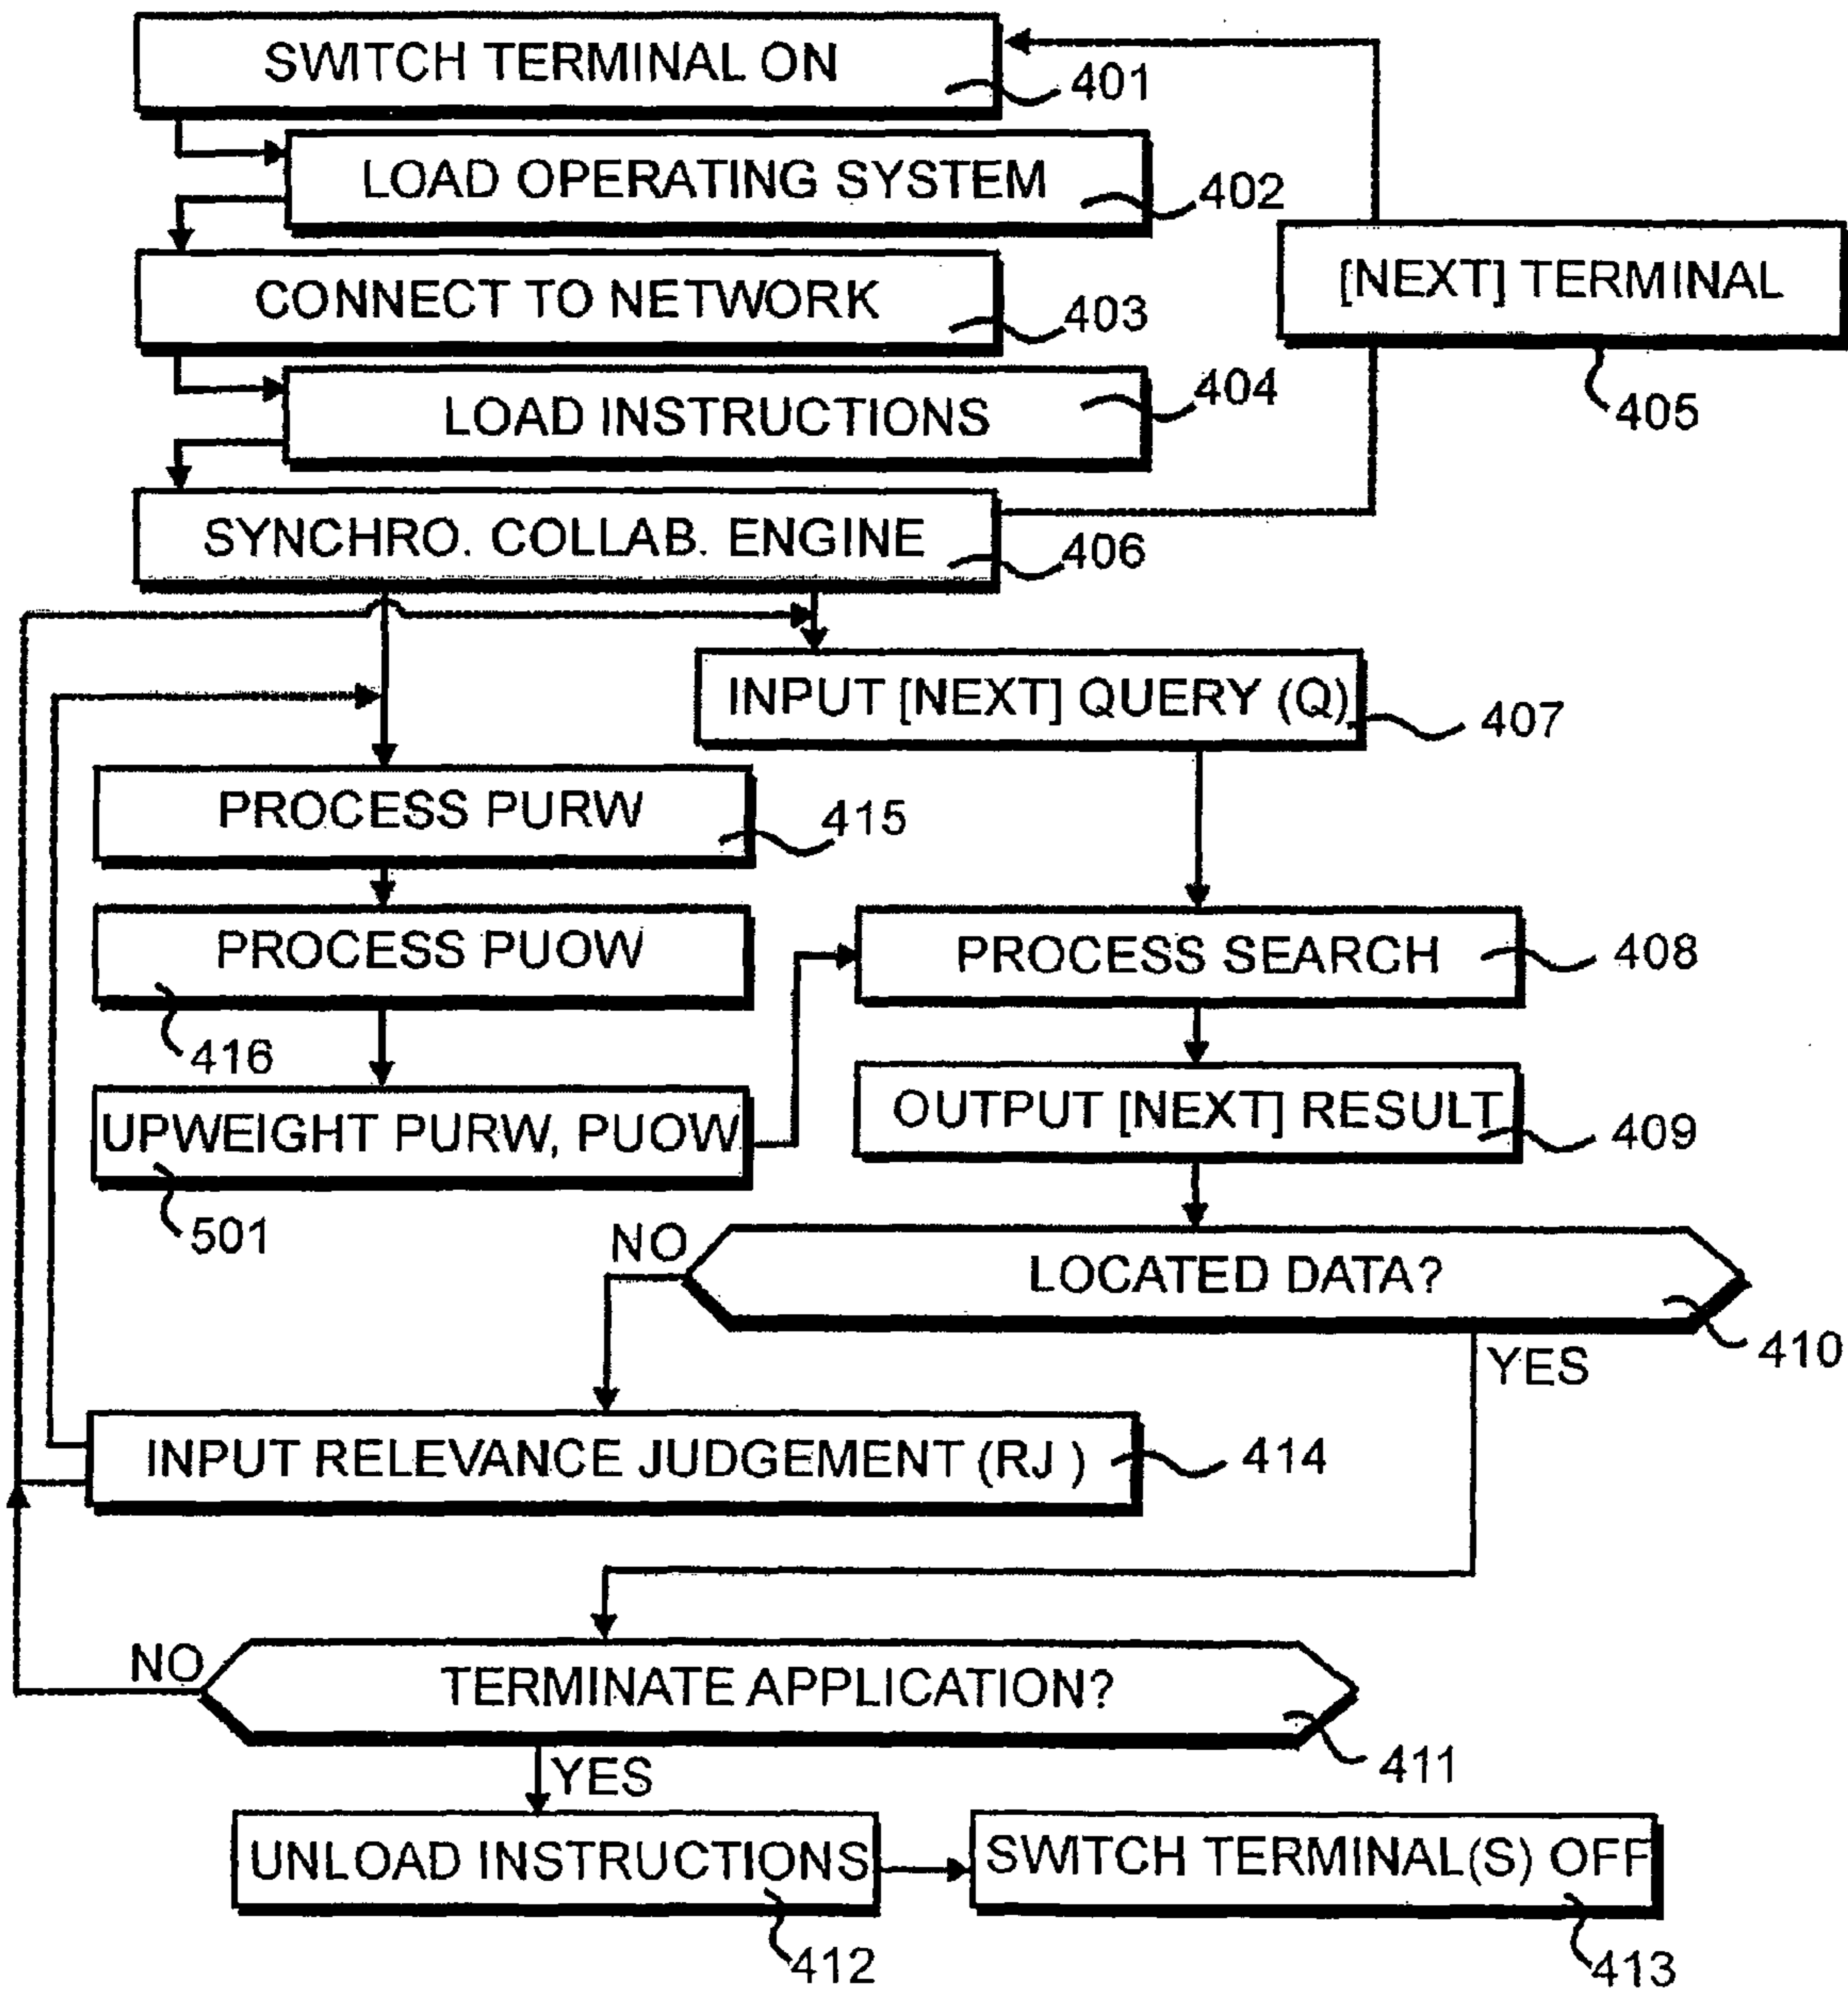 SWITCH TERMINAL ON
401
LOAD OPERATING SYSTEM
402
[NEXT] TERMINAL
405
CONNECT TO NETWORK
403
LOAD INSTRUCTIONS
404
SYNCHRO. COLLAB. ENGINE
406
INPUT [NEXT] QUERY (Q)
407
PROCESS PURW
415
PROCESS PUOW
416
PROCESS SEARCH
408
UPWEIGHT PURW, PUOW
501
OUTPUT [NEXT] RESULT
409
NO
LOCATED DATA?
410
YES
INPUT RELEVANCE JUDGEMENT (RJ )
414
NO
TERMINATE APPLICATION?
411
YES
UNLOAD INSTRUCTIONS
412
SWITCH TERMINAL(S) OFF
413